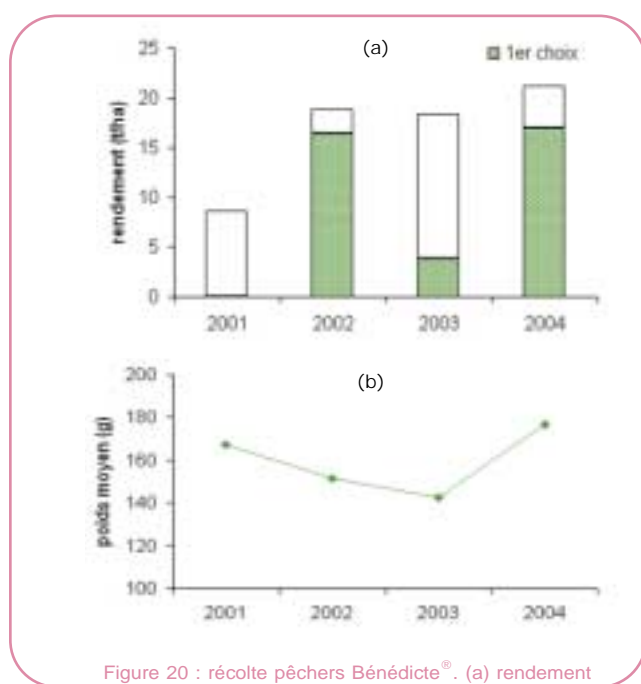 (a)
1er choix
rendement (t/ha)
25
20
15
10
5
0
2001 2002 2003 2004
(b)
poids moyen (g)
200
180
160
140
120
100
2001 2002 2003 2004
Figure 20 : récolte pêchers Bénédicte®. (a) rendement